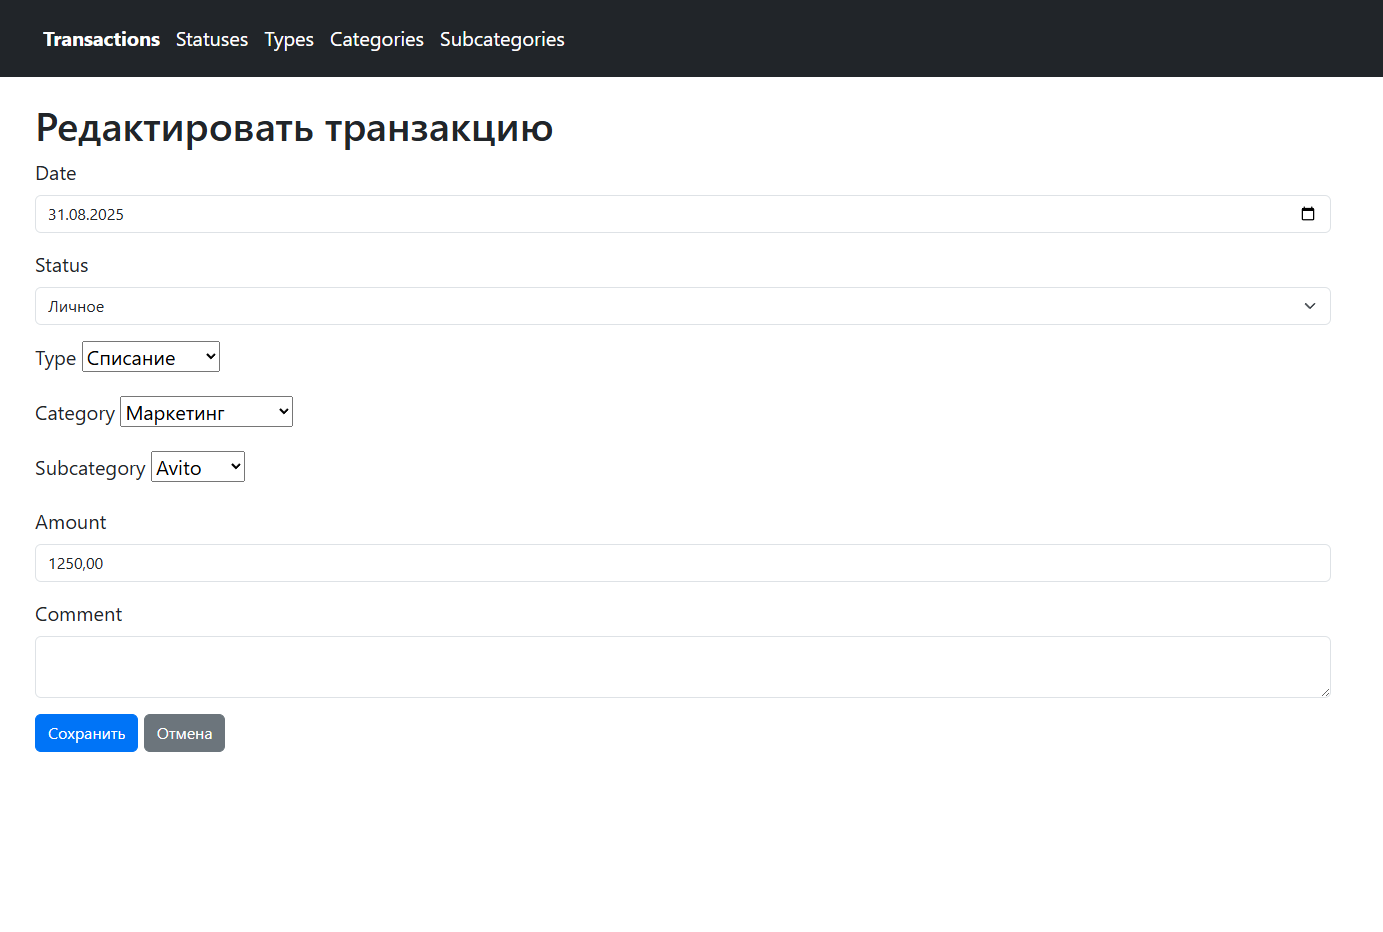 Transactions Statuses Types Categories Subcategories
Редактировать транзакцию
Date
31.08.2025
Status
Личное
Type Списание
Category Маркетинг
Subcategory Avito
Amount
1250,00
Comment
Сохранить Отмена